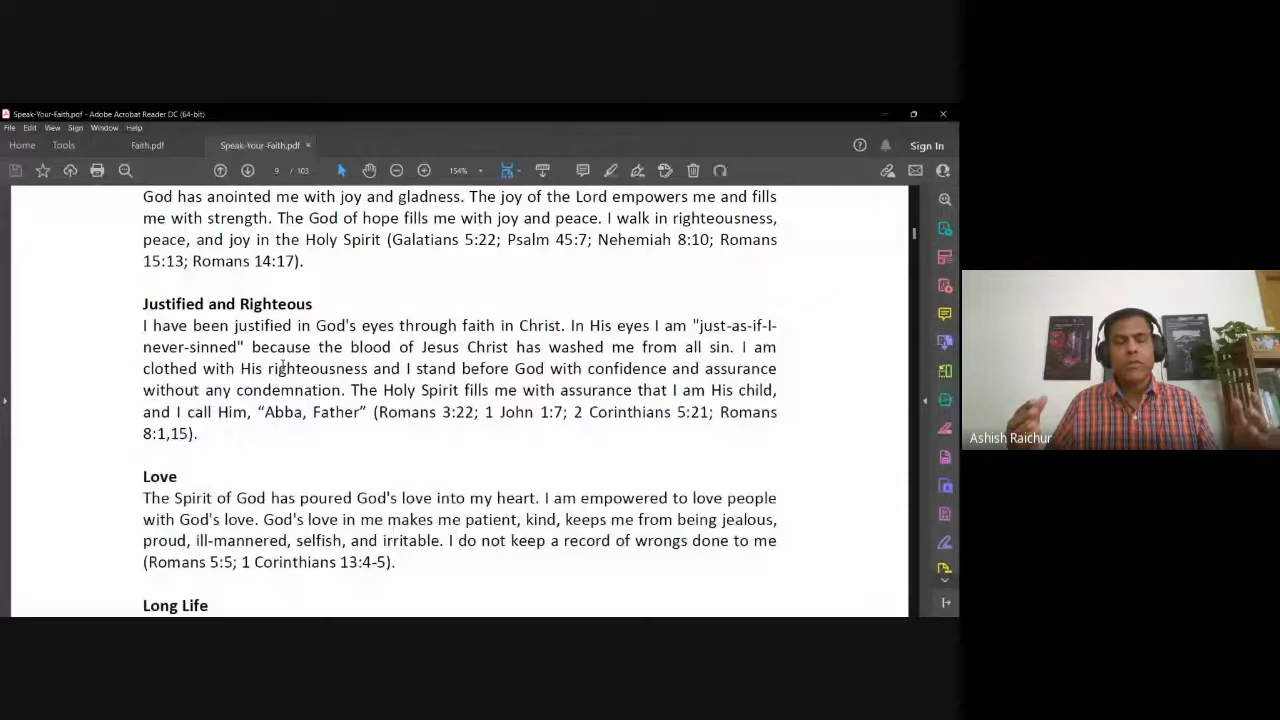 Speak-Your-Faith.pdf - Adobe Acrobat Reader DC (64-bit)
File Edit View Sign Window Help
Home Tools Faith.pdf Speak-Your-Faith.pdf × Sign In
9 / 103 154%
God has anointed me with joy and gladness. The joy of the Lord empowers me and fills
me with strength. The God of hope fills me with joy and peace. I walk in righteousness,
peace, and joy in the Holy Spirit (Galatians 5:22; Psalm 45:7; Nehemiah 8:10; Romans
15:13; Romans 14:17).
Justified and Righteous
I have been justified in God's eyes through faith in Christ. In His eyes I am "just-as-if-I-
never-sinned" because the blood of Jesus Christ has washed me from all sin. I am
clothed with His righteousness and I stand before God with confidence and assurance
without any condemnation. The Holy Spirit fills me with assurance that I am His child,
and I call Him, “Abba, Father” (Romans 3:22; 1 John 1:7; 2 Corinthians 5:21; Romans
8:1,15).
Love
The Spirit of God has poured God's love into my heart. I am empowered to love people
with God's love. God's love in me makes me patient, kind, keeps me from being jealous,
proud, ill-mannered, selfish, and irritable. I do not keep a record of wrongs done to me
(Romans 5:5; 1 Corinthians 13:4-5).
Long Life
Ashish Raichur